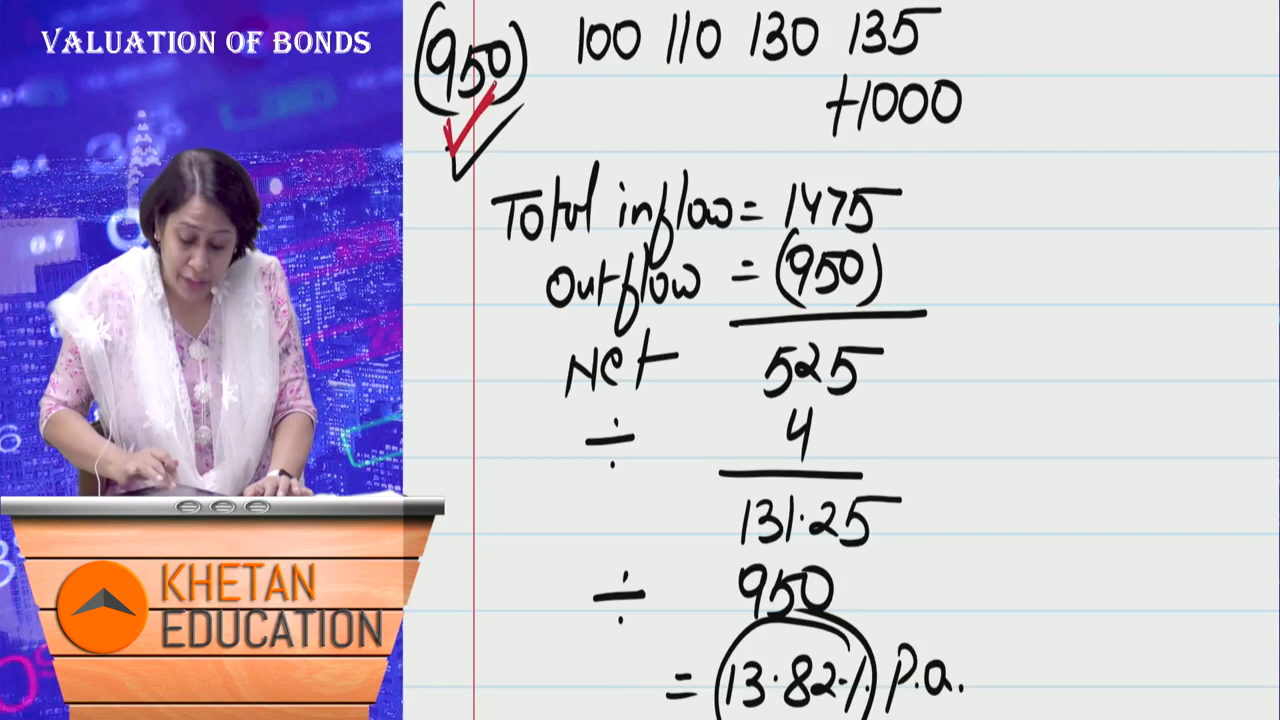 VALUATION OF BONDS
(950) 100 110 130 135
+1000
Total inflow = 1475
Outflow = (950)
Net 525
÷ 4
131.25
÷ 950
= 13.82% p.a.
KHETAN
EDUCATION